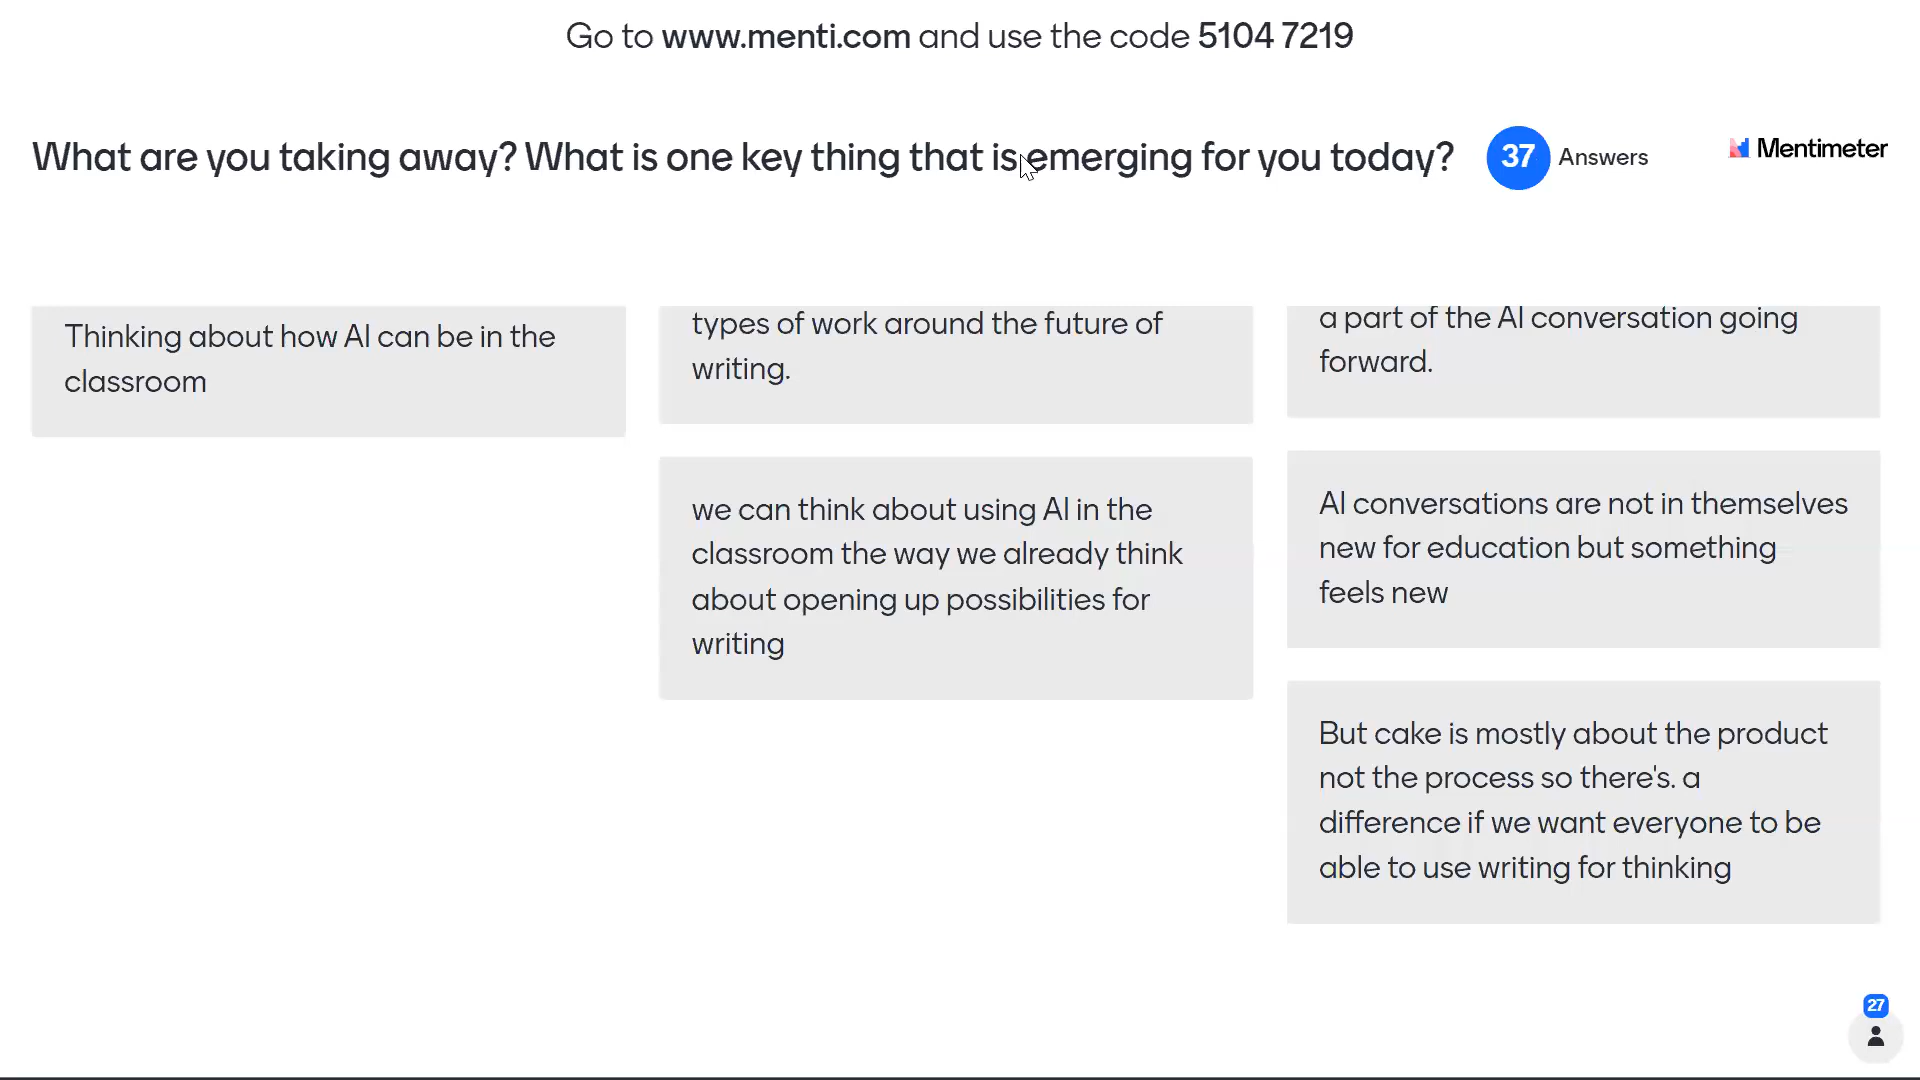 Go to www.menti.com and use the code 5104 7219
What are you taking away? What is one key thing that is emerging for you today?
37 Answers
Mentimeter
Thinking about how AI can be in the
classroom
types of work around the future of
writing.
we can think about using AI in the
classroom the way we already think
about opening up possibilities for
writing
a part of the AI conversation going
forward.
AI conversations are not in themselves
new for education but something
feels new
But cake is mostly about the product
not the process so there's. a
difference if we want everyone to be
able to use writing for thinking
27